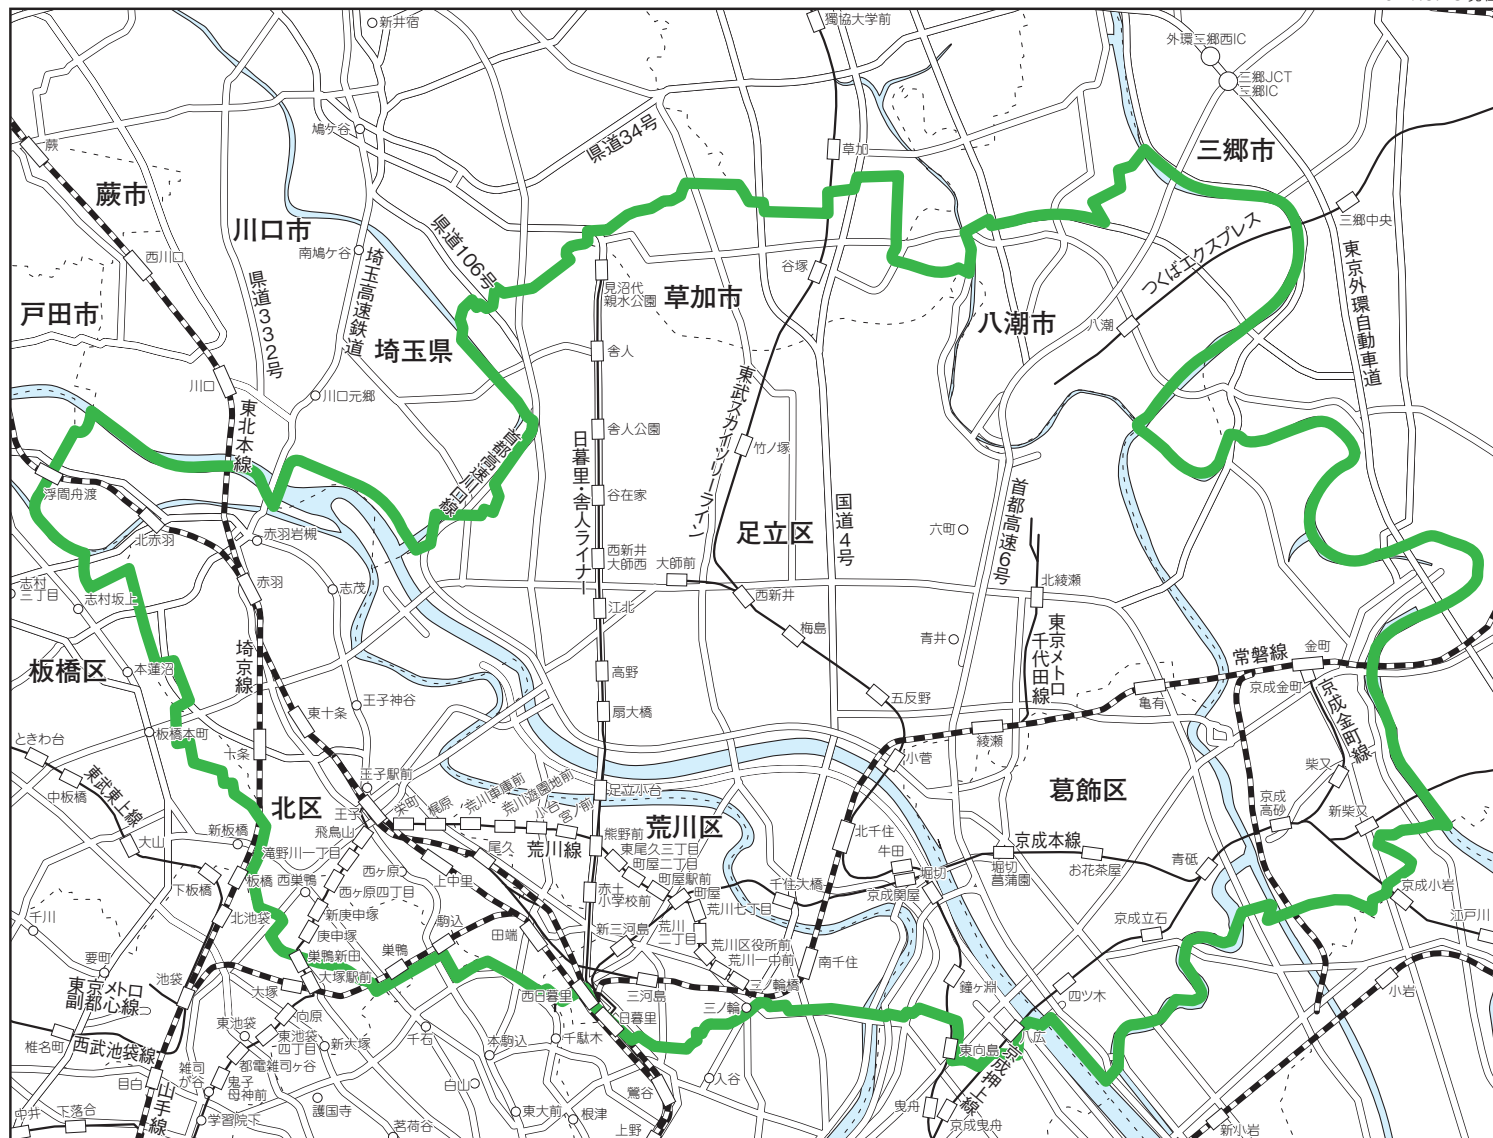 新井宿
獨協大学前
外環三郷西IC
三郷JCT
三郷IC
鳩ケ谷
県道34号
草加
三郷市
蕨
蕨市
川口市
県道106号
南鳩ケ谷
埼玉高速鉄道
西川口
県道332号
三郷中央
つくばエクスプレス
東京外環自動車道
谷塚
見沼代
親水公園
草加市
戸田市
八潮市
八潮
埼玉県
舎人
川口
川口元郷
東北本線
首都高速川口線
舎人公園
日暮里・舎人ライナー
東武スカイツリーライン
竹ノ塚
浮間舟渡
谷在家
国道4号
首都高速6号
足立区
六町
北赤羽
赤羽岩槻
西新井
大師西
大師前
西新井
北綾瀬
志村
三丁目
志村坂上
赤羽
志茂
江北
梅島
青井
東京メトロ
千代田線
埼京線
板橋区
本蓮沼
高野
常磐線
金町
京成金町
京成金町線
亀有
王子神谷
東十条
扇大橋
五反野
綾瀬
小菅
ときわ台
板橋本町
十条
東武東上線
中板橋
王子駅前
足立小台
葛飾区
柴又
京成
高砂
新柴又
北区
王子
飛鳥山
栄町
梶原
荒川車庫前
荒川遊園地前
小台
宮ノ前
熊野前
荒川区
東尾久三丁目
町屋二丁目
町屋駅前
町屋
荒川七丁目
大山
新板橋
滝野川一丁目
西ヶ原
尾久
荒川線
北千住
牛田
京成本線
堀切
堀切
菖蒲園
お花茶屋
青砥
下板橋
板橋
西巣鴨
西ヶ原四丁目
上中里
赤土
小学校前
千住大橋
京成関屋
京成小岩
千川
北池袋
新庚申塚
庚申塚
駒込
田端
新三河島
荒川
二丁目
荒川区役所前
荒川一中前
京成立石
江戸川
要町
巣鴨新田
巣鴨
大塚駅前
三ノ輪橋
南千住
東京メトロ
副都心線
池袋
大塚
西日暮里
三河島
三ノ輪
鐘ヶ淵
四ツ木
小岩
向原
日暮里
八広
椎名町
西武池袋線
東池袋
東池袋
四丁目
新大塚
千石
本駒込
千駄木
東向島
京成押上線
都電雑司ヶ谷
雑司
が谷
鬼子
母神前
目白
山手線
白山
鶯谷
入谷
中井
下落合
学習院下
護国寺
茗荷谷
東大前
根津
上野
曳舟
京成曳舟
新小岩